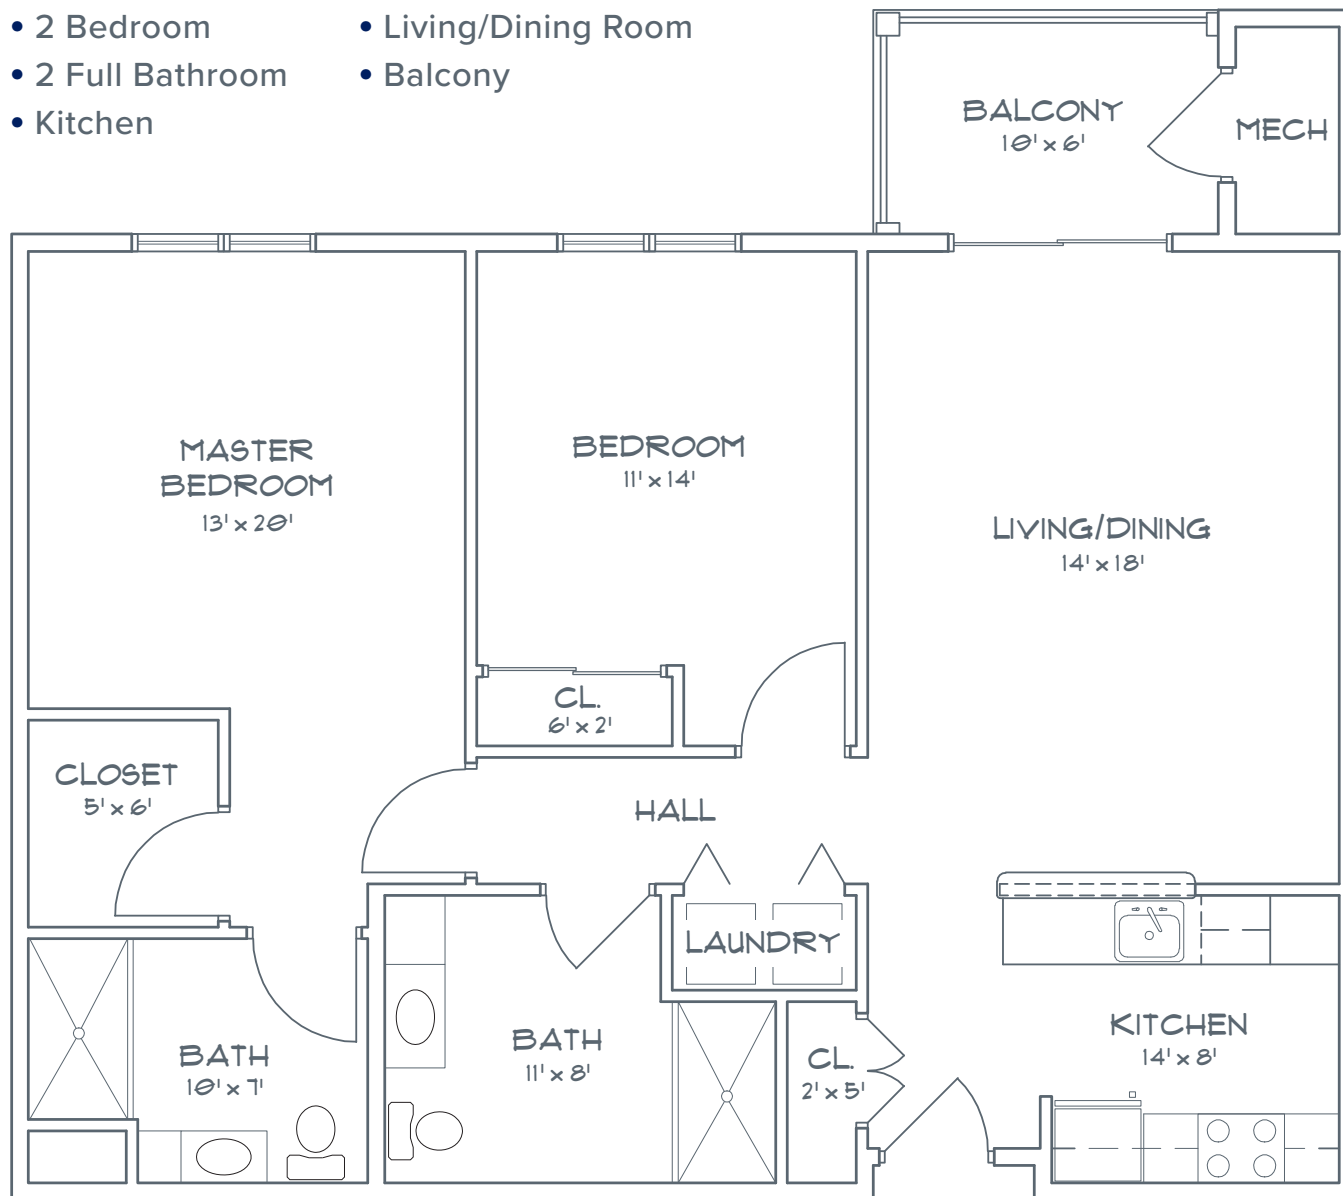 • 2 Bedroom
• 2 Full Bathroom
• Kitchen
• Living/Dining Room
• Balcony
BALCONY
10' x 6'
MECH
MASTER
BEDROOM
13' x 20'
BEDROOM
11' x 14'
LIVING/DINING
14' x 18'
CL.
6' x 2'
CLOSET
5' x 6'
HALL
LAUNDRY
BATH
10' x 7'
BATH
11' x 8'
CL.
2' x 5'
KITCHEN
14' x 8'